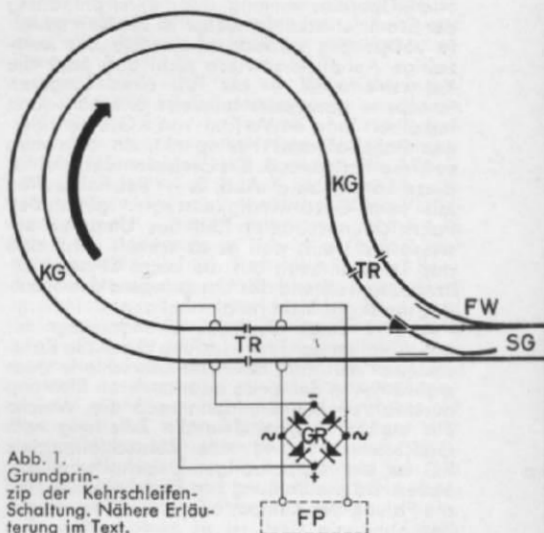 KG
KG
KG
TR
FW
TR
SG
−
~ GR ~
+
FP
Abb. 1.
Grundprin-
zip der Kehrschleifen-
Schaltung. Nähere Erläu-
terung im Text.